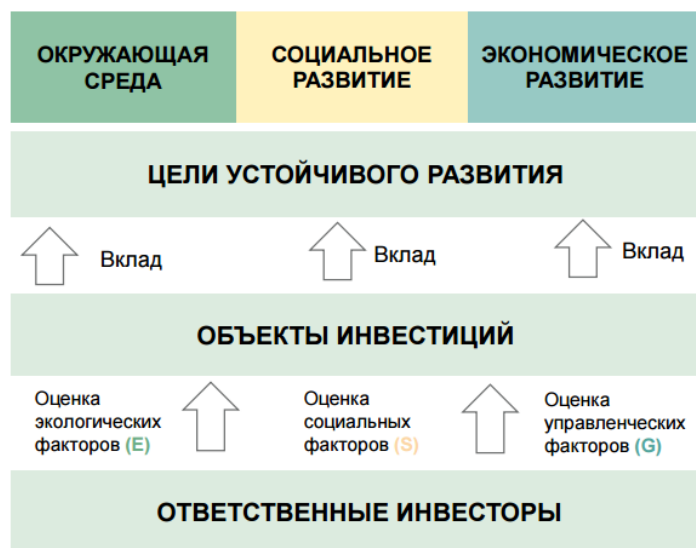 ОКРУЖАЮЩАЯ
СРЕДА
СОЦИАЛЬНОЕ
РАЗВИТИЕ
ЭКОНОМИЧЕСКОЕ
РАЗВИТИЕ
ЦЕЛИ УСТОЙЧИВОГО РАЗВИТИЯ
Вклад
Вклад
Вклад
ОБЪЕКТЫ ИНВЕСТИЦИЙ
Оценка
экологических
факторов (E)
Оценка
социальных
факторов (S)
Оценка
управленческих
факторов (G)
ОТВЕТСТВЕННЫЕ ИНВЕСТОРЫ